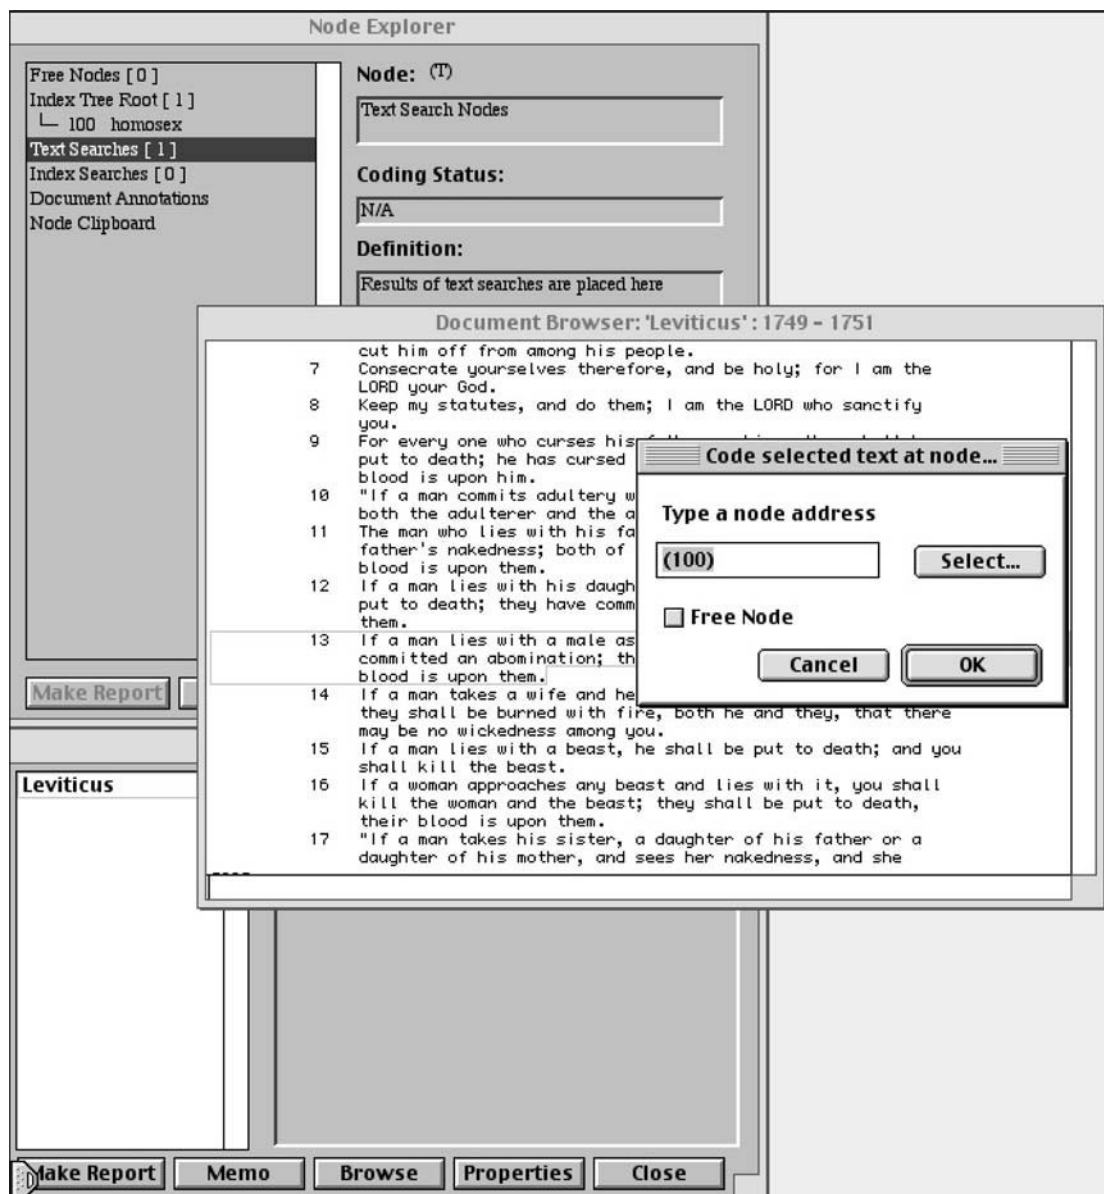 Node Explorer
Free Nodes [ 0 ]
Index Tree Root [ 1 ]
100 homosex
Text Searches [ 1 ]
Index Searches [ 0 ]
Document Annotations
Node Clipboard
Node: (T)
Text Search Nodes
Coding Status:
N/A
Definition:
Results of text searches are placed here
Make Report
Document Browser: 'Leviticus' : 1749 - 1751
cut him off from among his people.
7 Consecrate yourselves therefore, and be holy; for I am the
LORD your God.
8 Keep my statutes, and do them; I am the LORD who sanctify
you.
9 For every one who curses his
put to death; he has cursed
blood is upon him.
10 "If a man commits adultery w
both the adulterer and the a
11 The man who lies with his fa
father's nakedness; both of
blood is upon them.
12 If a man lies with his daugh
put to death; they have comm
them.
13 If a man lies with a male as
committed an abomination; th
blood is upon them.
14 If a man takes a wife and he
they shall be burned with fire, both he and they, that there
may be no wickedness among you.
15 If a man lies with a beast, he shall be put to death; and you
shall kill the beast.
16 If a woman approaches any beast and lies with it, you shall
kill the woman and the beast; they shall be put to death,
their blood is upon them.
17 "If a man takes his sister, a daughter of his father or a
daughter of his mother, and sees her nakedness, and she
Code selected text at node...
Type a node address
(100)
Select...
Free Node
Cancel
OK
Leviticus
Make Report
Memo
Browse
Properties
Close